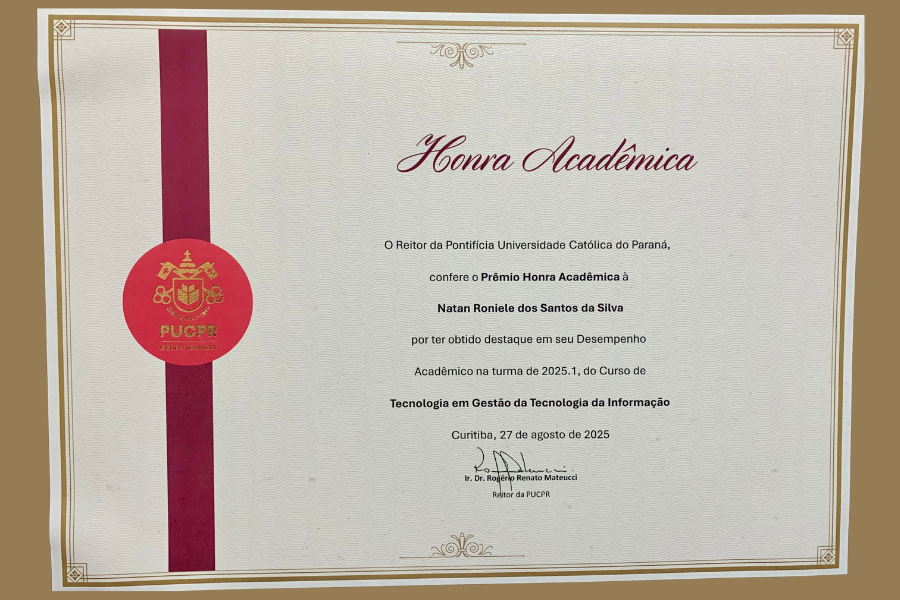 Honra Acadêmica
O Reitor da Pontifícia Universidade Católica do Paraná,
confere o Prêmio Honra Acadêmica à
Natan Roniele dos Santos da Silva
por ter obtido destaque em seu Desempenho
Acadêmico na turma de 2025.1, do Curso de
Tecnologia em Gestão da Tecnologia da Informação
Curitiba, 27 de agosto de 2025
Ir. Dr. Rogério Renato Mateucci
Reitor da PUCPR
PUCPR